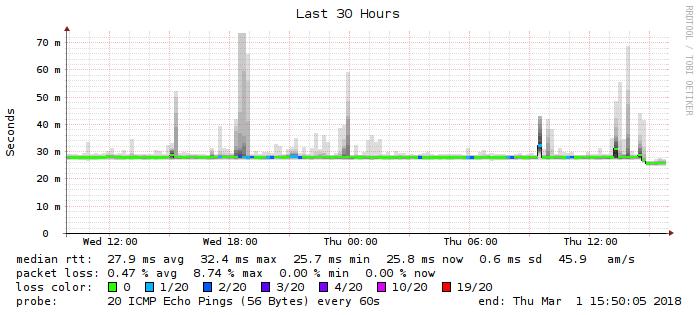 Last 30 Hours
RRDTOOL / TOBI OETIKER
Seconds
70 m
60 m
50 m
40 m
30 m
20 m
10 m
0
Wed 12:00 Wed 18:00 Thu 00:00 Thu 06:00 Thu 12:00
median rtt: 27.9 ms avg 32.4 ms max 25.7 ms min 25.8 ms now 0.6 ms sd 45.9 am/s
packet loss: 0.47 % avg 8.74 % max 0.00 % min 0.00 % now
loss color: 0 1/20 2/20 3/20 4/20 10/20 19/20
probe: 20 ICMP Echo Pings (56 Bytes) every 60s end: Thu Mar 1 15:50:05 2018